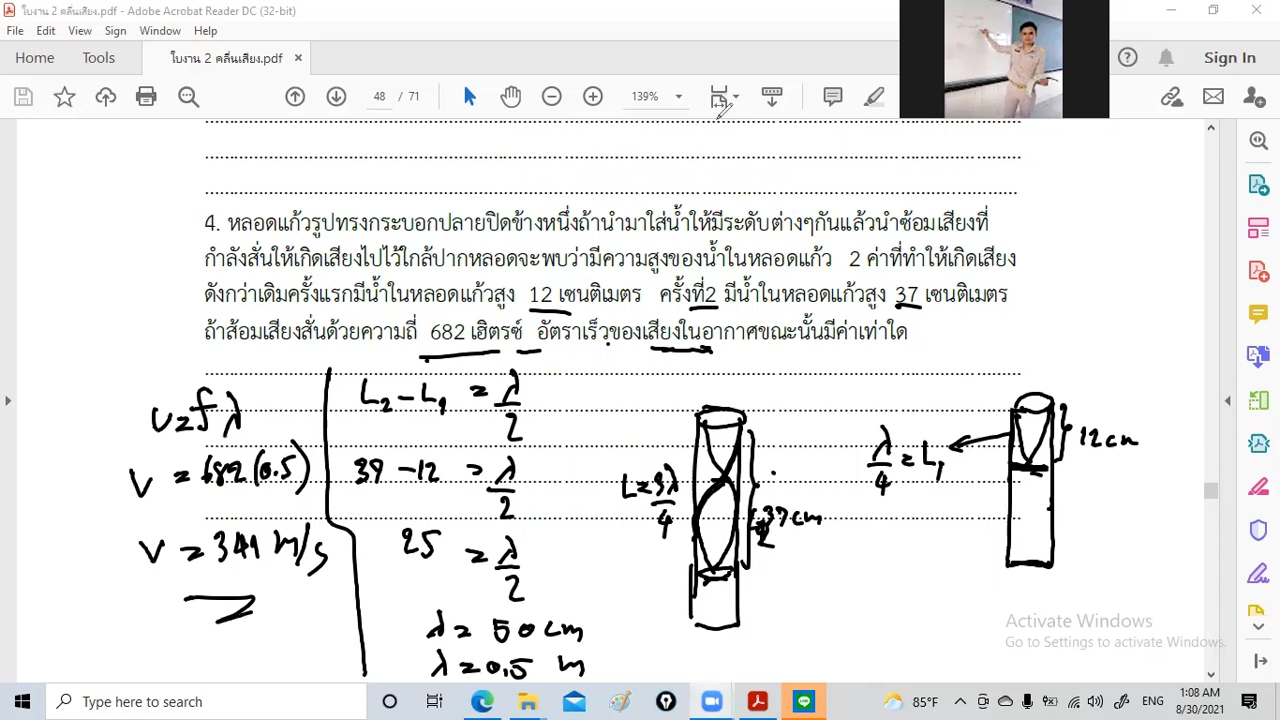 ใบงาน 2 คลื่นเสียง.pdf - Adobe Acrobat Reader DC (32-bit)
File Edit View Sign Window Help
Home Tools ใบงาน 2 คลื่นเสียง.pdf × Sign In
48 / 71 139%
4. หลอดแก้วรูปทรงกระบอกปลายปิดข้างหนึ่งถ้านำมาใส่น้ำให้มีระดับต่างๆกันแล้วนำซ้อมเสียงที่
กำลังสั่นให้เกิดเสียงไปไว้ใกล้ปากหลอดจะพบว่ามีความสูงของน้ำในหลอดแก้ว 2 ค่าที่ทำให้เกิดเสียง
ดังกว่าเดิมครั้งแรกมีน้ำในหลอดแก้วสูง 12 เซนติเมตร ครั้งที่2 มีน้ำในหลอดแก้วสูง 37 เซนติเมตร
ถ้าส้อมเสียงสั่นด้วยความถี่ 682 เฮิตรซ์ อัตราเร็วของเสียงในอากาศขณะนั้นมีค่าเท่าใด
v = fλ
v = 682(0.5)
v = 341 m/s
L₂ - L₁ = λ/2
37 - 12 = λ/2
25 = λ/2
λ = 50 cm
λ = 0.5 m
L = 3λ/4
37 cm
λ/4 = L₁
12 cm
Activate Windows
Go to Settings to activate Windows.
Type here to search
85°F
ENG
1:08 AM
8/30/2021